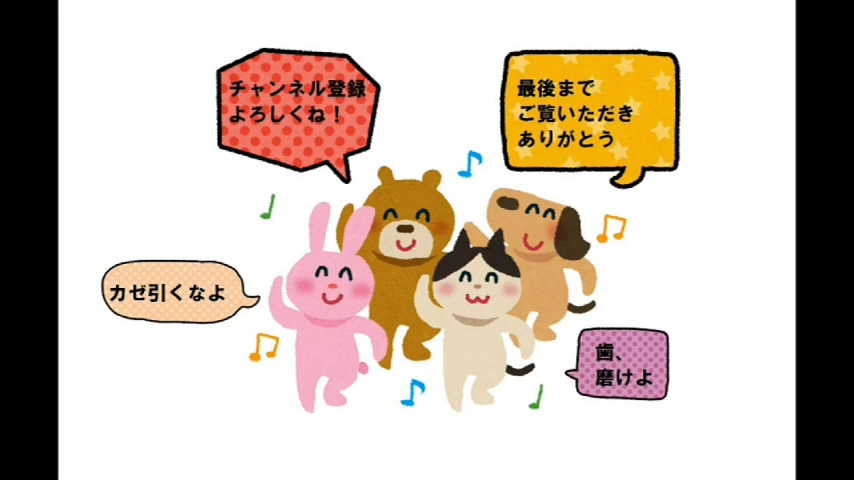 チャンネル登録
よろしくね！
最後まで
ご覧いただき
ありがとう
カゼ引くなよ
歯、
磨けよ